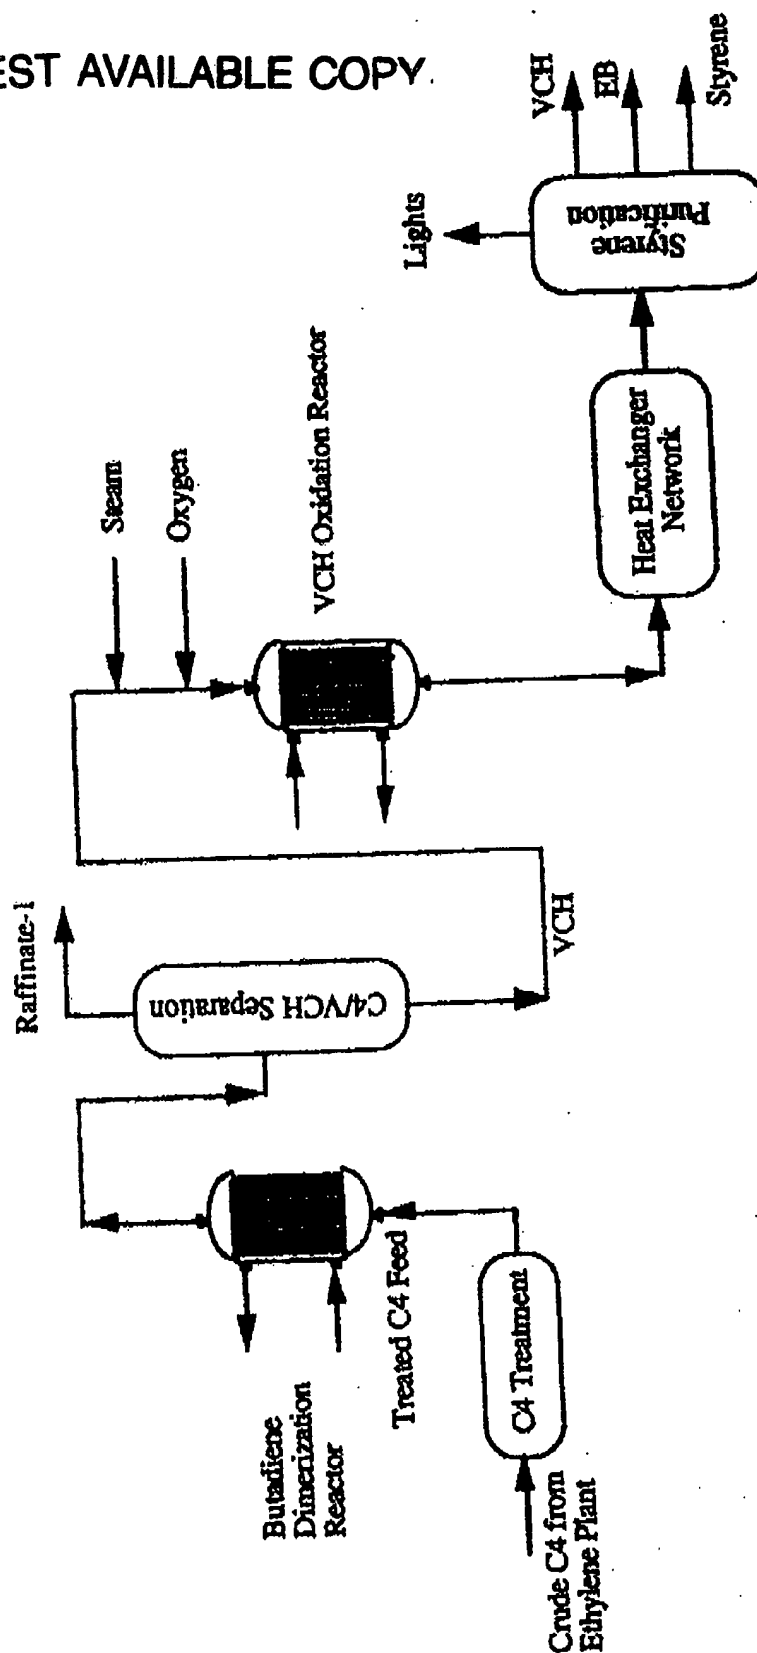 EST AVAILABLE COPY
Crude C4 from
Ethylene Plant
C4 Treatment
Treated C4 Feed
Butadiene
Dimerization
Reactor
C4/VCH Separation
Raffinate-1
VCH
Steam
Oxygen
VCH Oxidation Reactor
Heat Exchanger
Network
Styrene
Purification
Lights
VCH
EB
Styrene